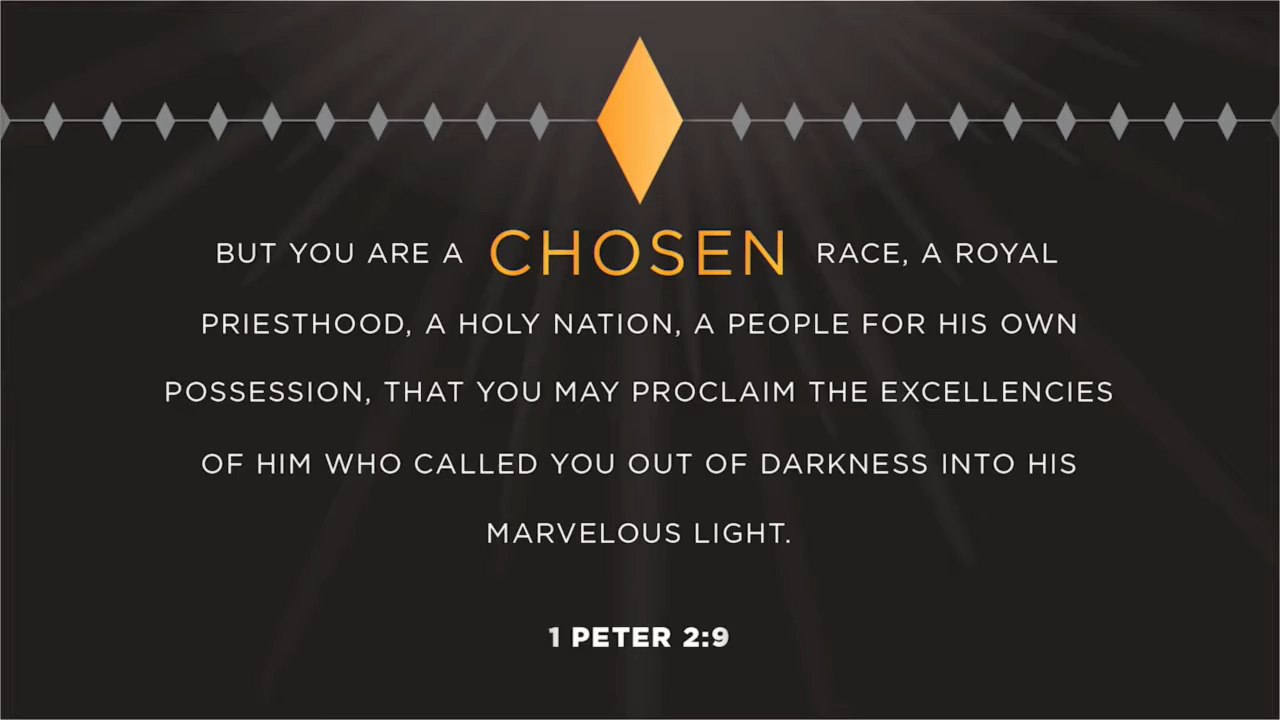 BUT YOU ARE A CHOSEN RACE, A ROYAL
PRIESTHOOD, A HOLY NATION, A PEOPLE FOR HIS OWN
POSSESSION, THAT YOU MAY PROCLAIM THE EXCELLENCIES
OF HIM WHO CALLED YOU OUT OF DARKNESS INTO HIS
MARVELOUS LIGHT.
1 PETER 2:9